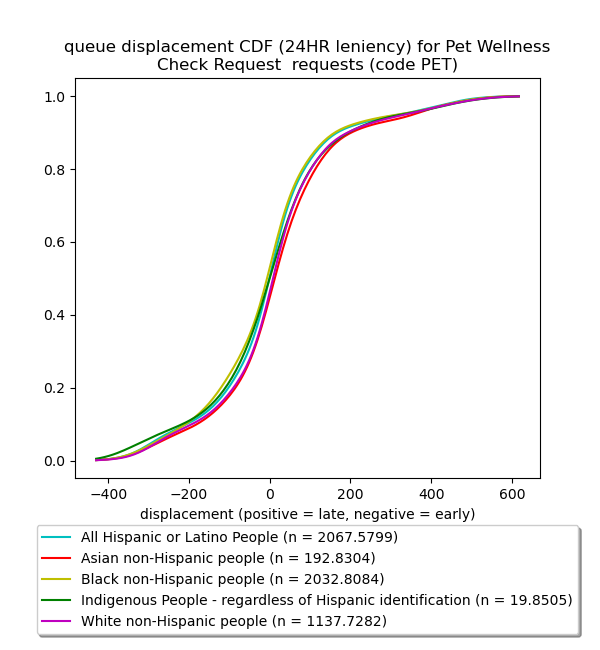 queue displacement CDF (24HR leniency) for Pet Wellness
Check Request  requests (code PET)
1.0
0.8
0.6
0.4
0.2
0.0
−400
−200
0
200
400
600
displacement (positive = late, negative = early)
All Hispanic or Latino People (n = 2067.5799)
Asian non-Hispanic people (n = 192.8304)
Black non-Hispanic people (n = 2032.8084)
Indigenous People - regardless of Hispanic identification (n = 19.8505)
White non-Hispanic people (n = 1137.7282)